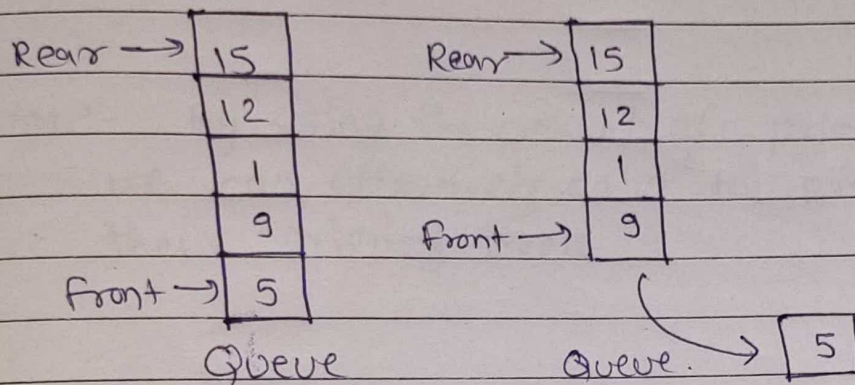 Rear → 15
12
1
9
Front → 5
Queue
Rear → 15
12
1
Front → 9
Queue.
5